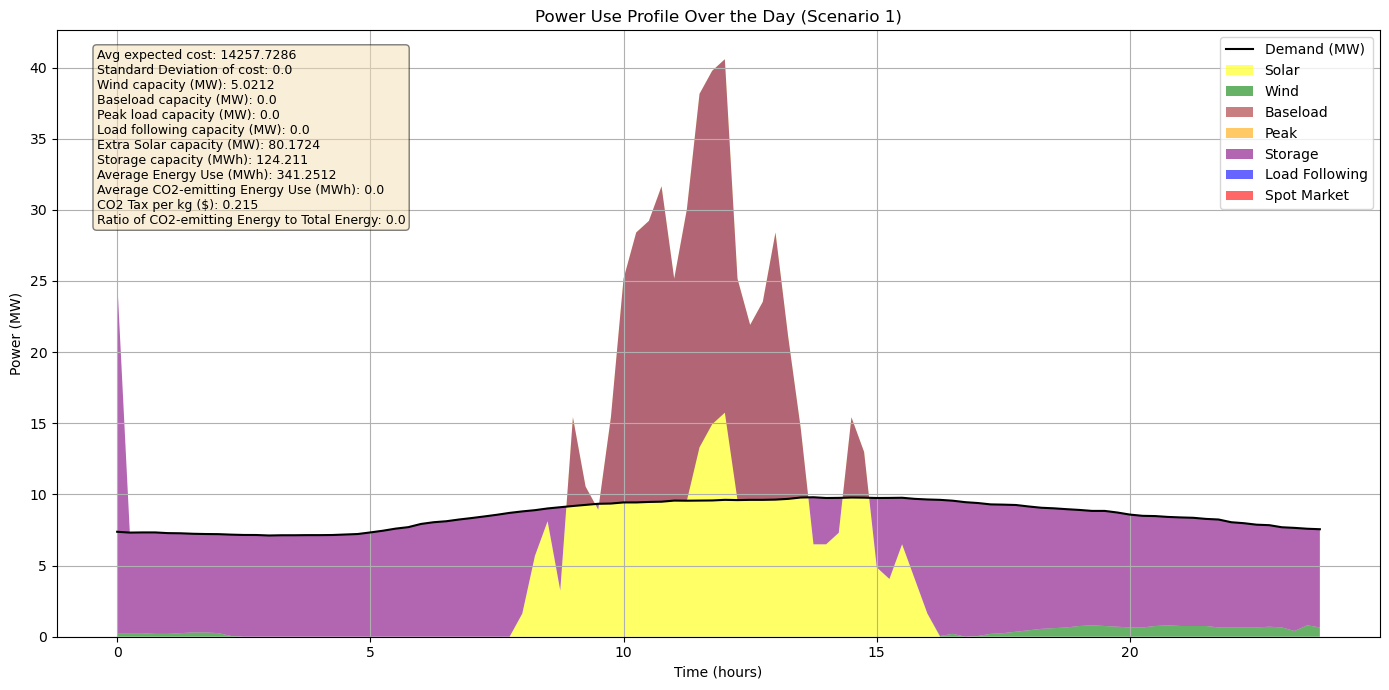 Power Use Profile Over the Day (Scenario 1)
Avg expected cost: 14257.7286
Standard Deviation of cost: 0.0
Wind capacity (MW): 5.0212
Baseload capacity (MW): 0.0
Peak load capacity (MW): 0.0
Load following capacity (MW): 0.0
Extra Solar capacity (MW): 80.1724
Storage capacity (MWh): 124.211
Average Energy Use (MWh): 341.2512
Average CO2-emitting Energy Use (MWh): 0.0
CO2 Tax per kg ($): 0.215
Ratio of CO2-emitting Energy to Total Energy: 0.0
Demand (MW)
Solar
Wind
Baseload
Peak
Storage
Load Following
Spot Market
Power (MW)
40
35
30
25
20
15
10
5
0
0
5
10
15
20
Time (hours)